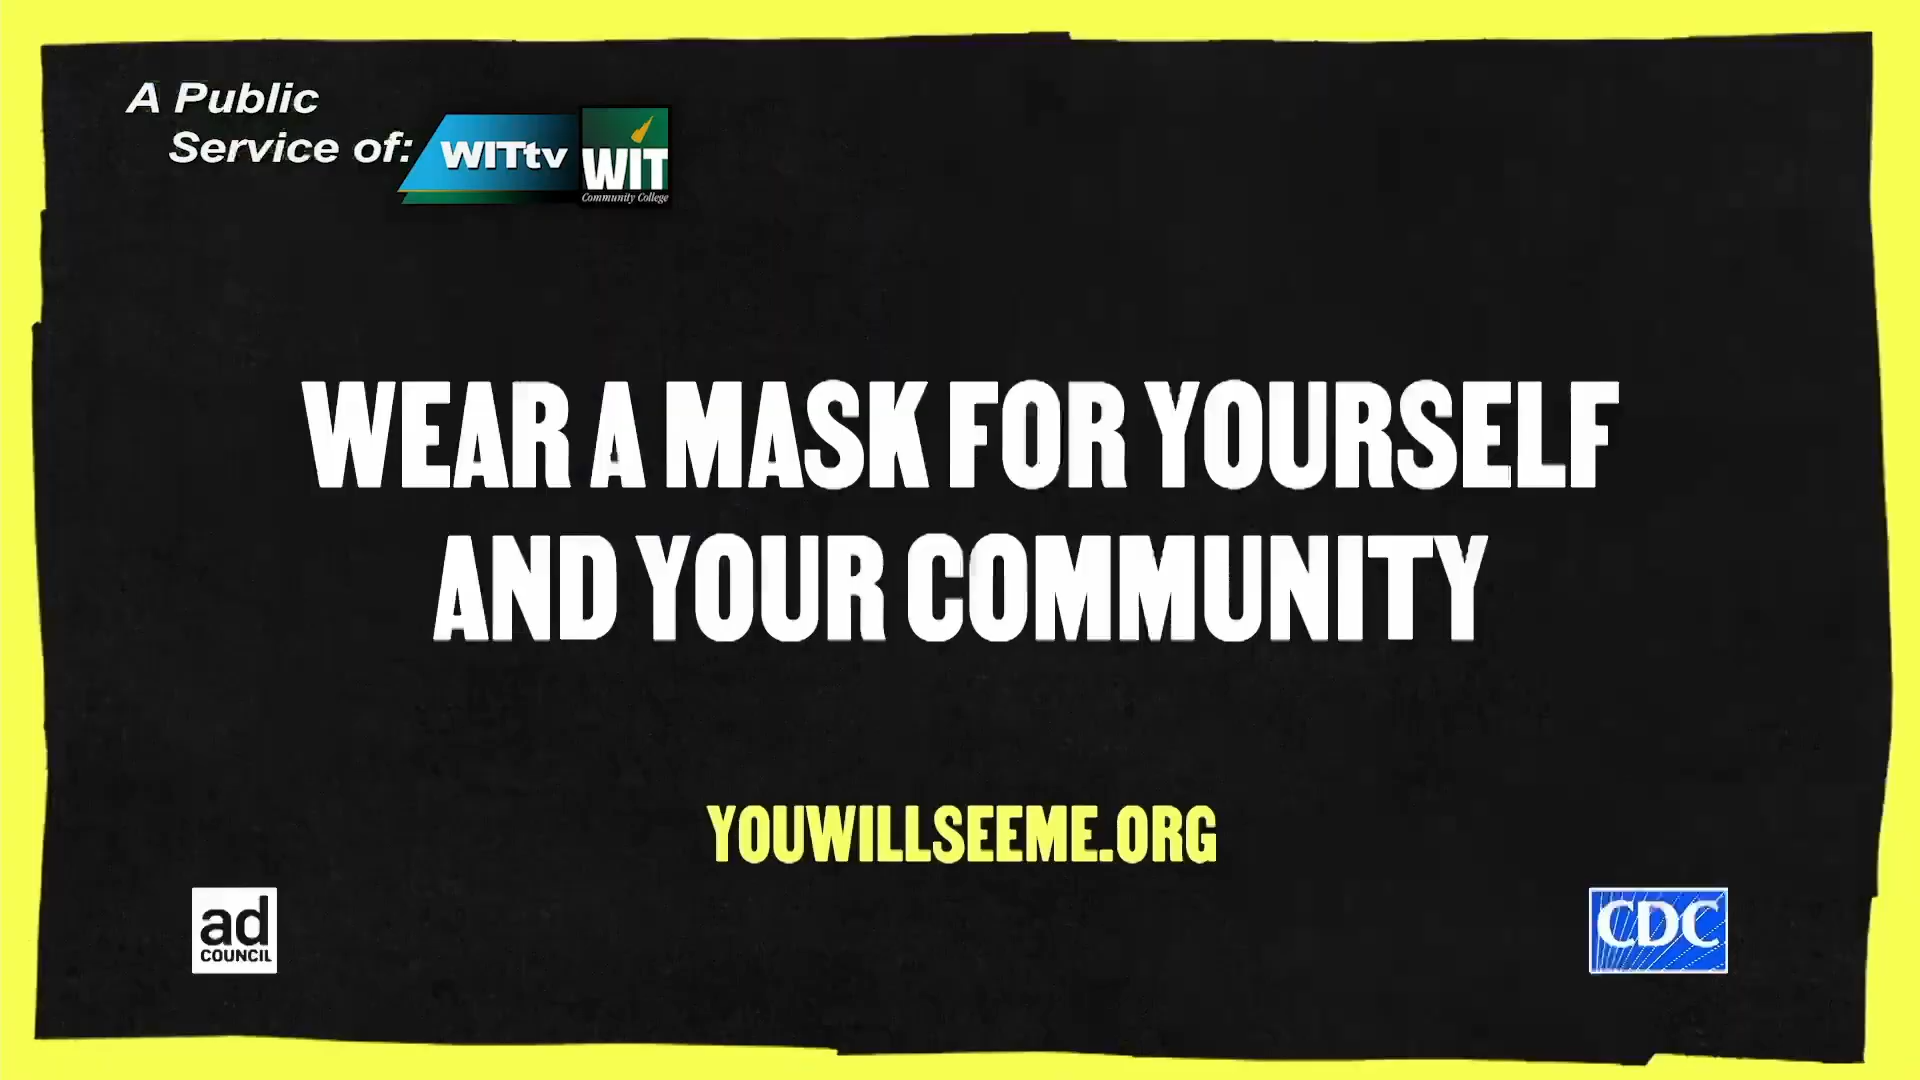 A Public
Service of:
WITtv
WIT
Community College
WEAR A MASK FOR YOURSELF
AND YOUR COMMUNITY
YOUWILLSEEME.ORG
ad
COUNCIL
CDC